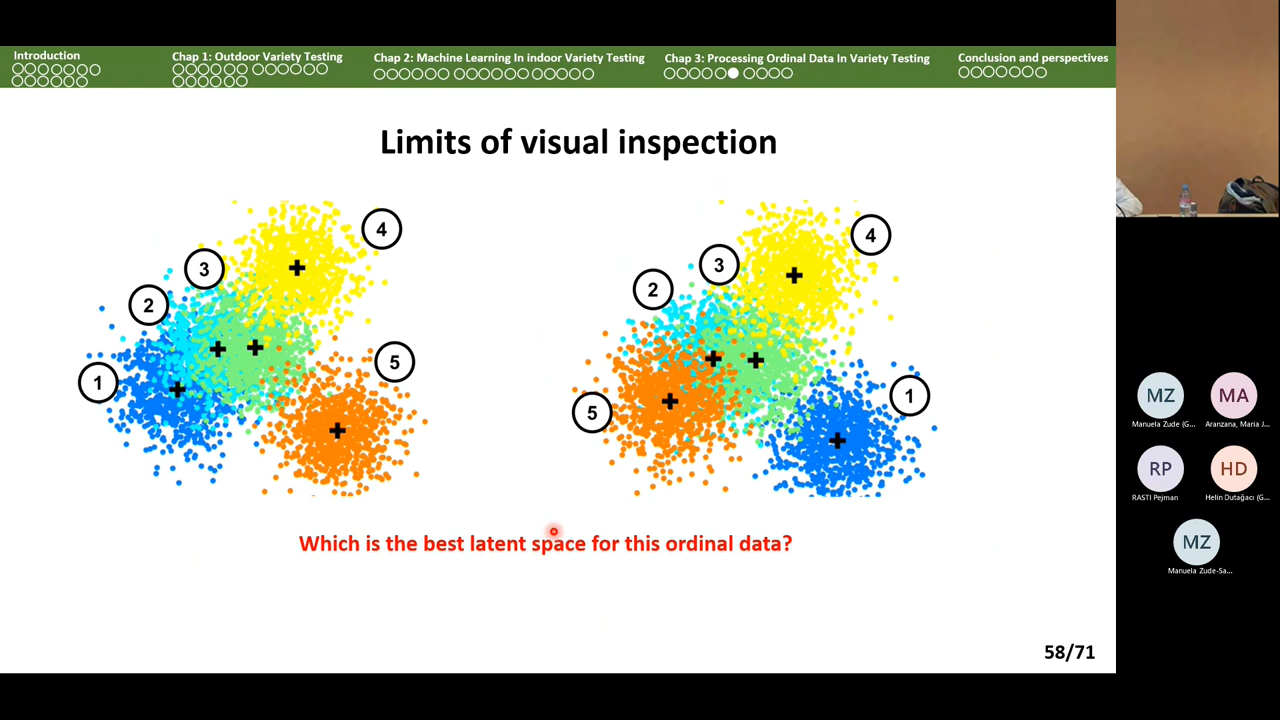 Introduction
Chap 1: Outdoor Variety Testing
Chap 2: Machine Learning In indoor Variety Testing
Chap 3: Processing Ordinal Data In Variety Testing
Conclusion and perspectives
Limits of visual inspection
4
3
2
1
5
4
3
2
1
5
Which is the best latent space for this ordinal data?
58/71
MZ
Manuela Zude (G...
MA
Aranzana, Maria J...
RP
RASTI Pejman
HD
Helin Dutağacı (G...
MZ
Manuela Zude-Sa...